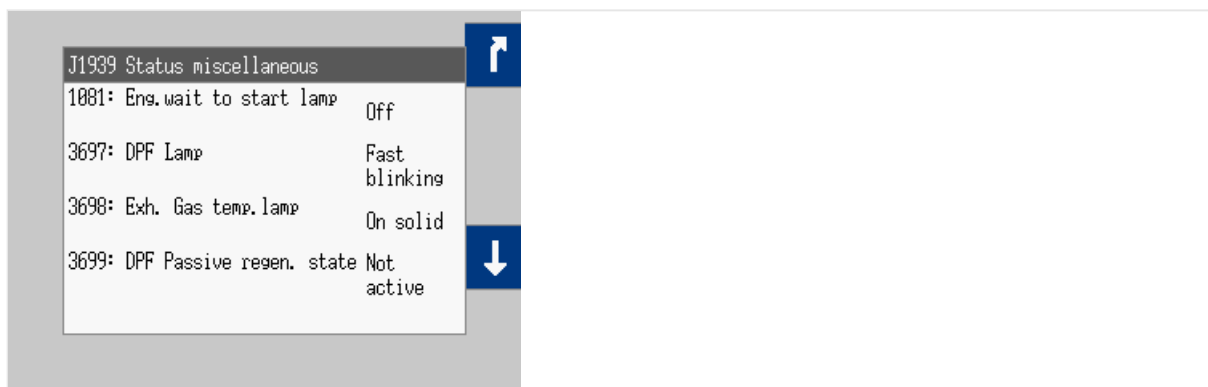 J1939 Status miscellaneous
1081: Eng.wait to start lamp Off
3697: DPF Lamp Fast
blinking
3698: Exh. Gas temp.lamp On solid
3699: DPF Passive regen. state Not
active